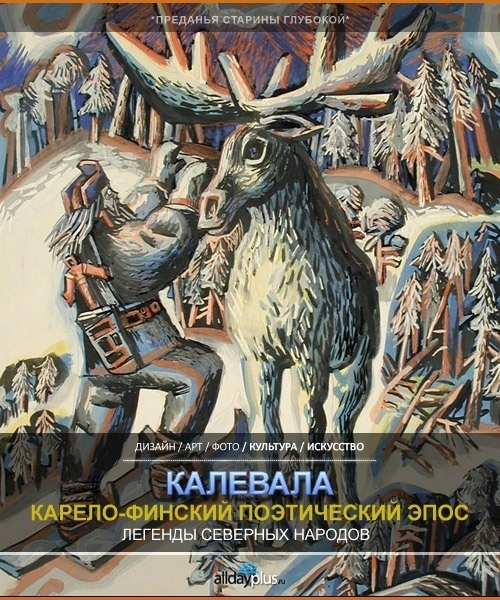 *ПРЕДАНЬЯ СТАРИНЫ ГЛУБОКОЙ*
ДИЗАЙН / АРТ / ФОТО / КУЛЬТУРА / ИСКУССТВО
КАЛЕВАЛА
КАРЕЛО-ФИНСКИЙ ПОЭТИЧЕСКИЙ ЭПОС
ЛЕГЕНДЫ СЕВЕРНЫХ НАРОДОВ
alldayplus.ru